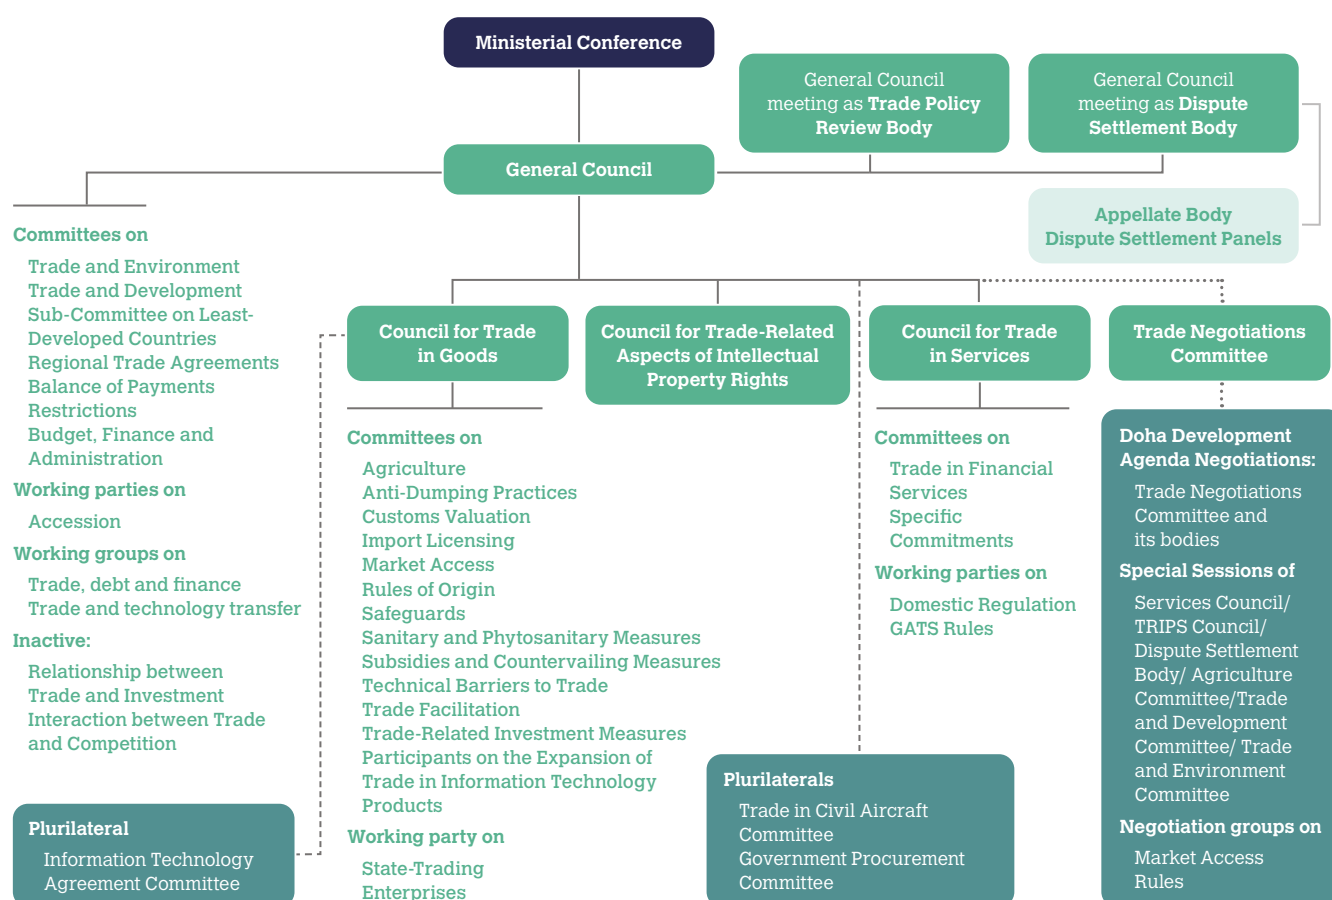 Ministerial Conference
General Council
meeting as Trade Policy
Review Body
General Council
meeting as Dispute
Settlement Body
General Council
Appellate Body
Dispute Settlement Panels
Committees on
Trade and Environment
Trade and Development
Sub-Committee on Least-
Developed Countries
Regional Trade Agreements
Balance of Payments
Restrictions
Budget, Finance and
Administration
Working parties on
Accession
Working groups on
Trade, debt and finance
Trade and technology transfer
Inactive:
Relationship between
Trade and Investment
Interaction between Trade
and Competition
Plurilateral
Information Technology
Agreement Committee
Council for Trade
in Goods
Committees on
Agriculture
Anti-Dumping Practices
Customs Valuation
Import Licensing
Market Access
Rules of Origin
Safeguards
Sanitary and Phytosanitary Measures
Subsidies and Countervailing Measures
Technical Barriers to Trade
Trade Facilitation
Trade-Related Investment Measures
Participants on the Expansion of
Trade in Information Technology
Products
Working party on
State-Trading
Enterprises
Council for Trade-Related
Aspects of Intellectual
Property Rights
Council for Trade
in Services
Committees on
Trade in Financial
Services
Specific
Commitments
Working parties on
Domestic Regulation
GATS Rules
Plurilaterals
Trade in Civil Aircraft
Committee
Government Procurement
Committee
Trade Negotiations
Committee
Doha Development
Agenda Negotiations:
Trade Negotiations
Committee and
its bodies
Special Sessions of
Services Council/
TRIPS Council/
Dispute Settlement
Body/ Agriculture
Committee/Trade
and Development
Committee/ Trade
and Environment
Committee
Negotiation groups on
Market Access
Rules